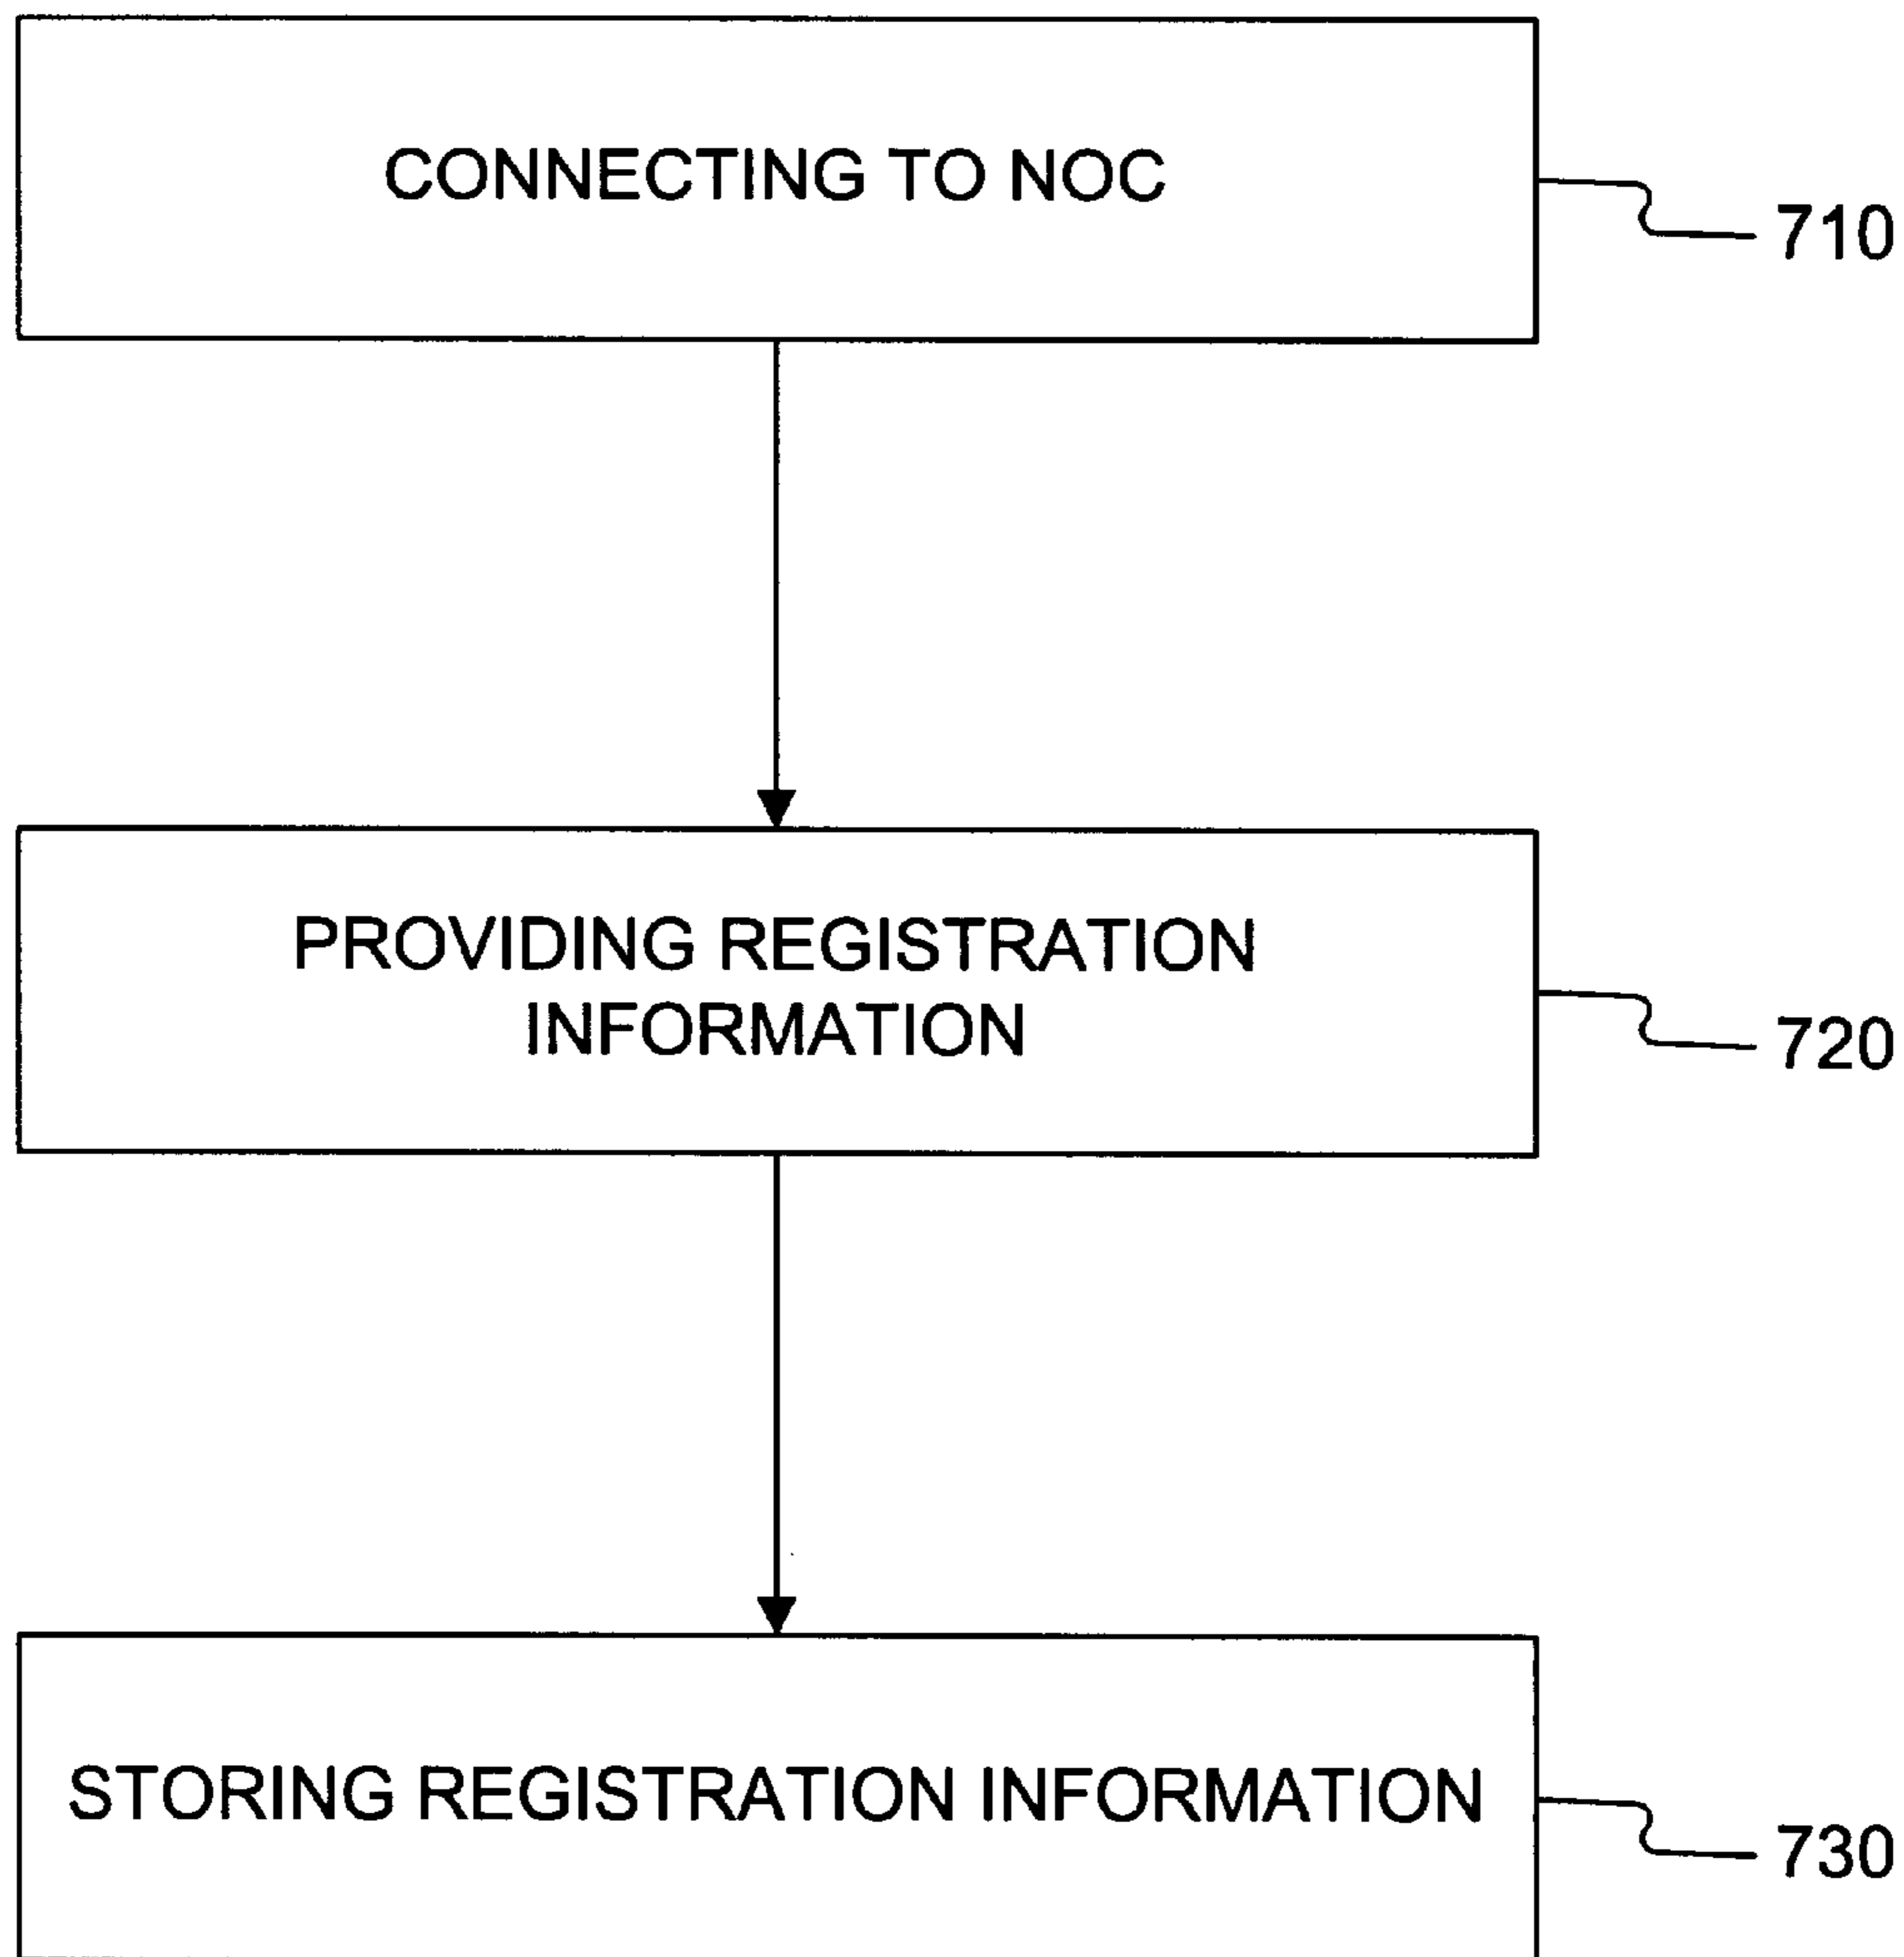 CONNECTING TO NOC
710
PROVIDING REGISTRATION
INFORMATION
720
STORING REGISTRATION INFORMATION
730